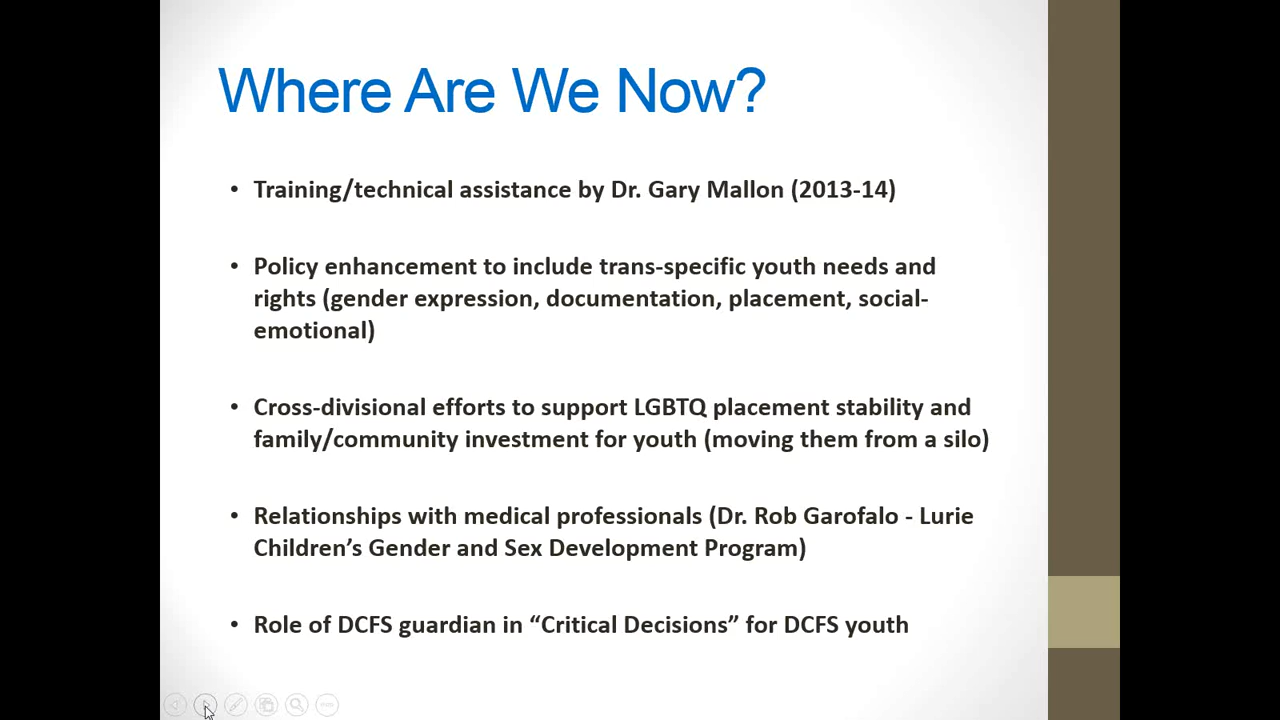 Where Are We Now?
• Training/technical assistance by Dr. Gary Mallon (2013-14)
• Policy enhancement to include trans-specific youth needs and
rights (gender expression, documentation, placement, social-
emotional)
• Cross-divisional efforts to support LGBTQ placement stability and
family/community investment for youth (moving them from a silo)
• Relationships with medical professionals (Dr. Rob Garofalo - Lurie
Children’s Gender and Sex Development Program)
• Role of DCFS guardian in “Critical Decisions” for DCFS youth